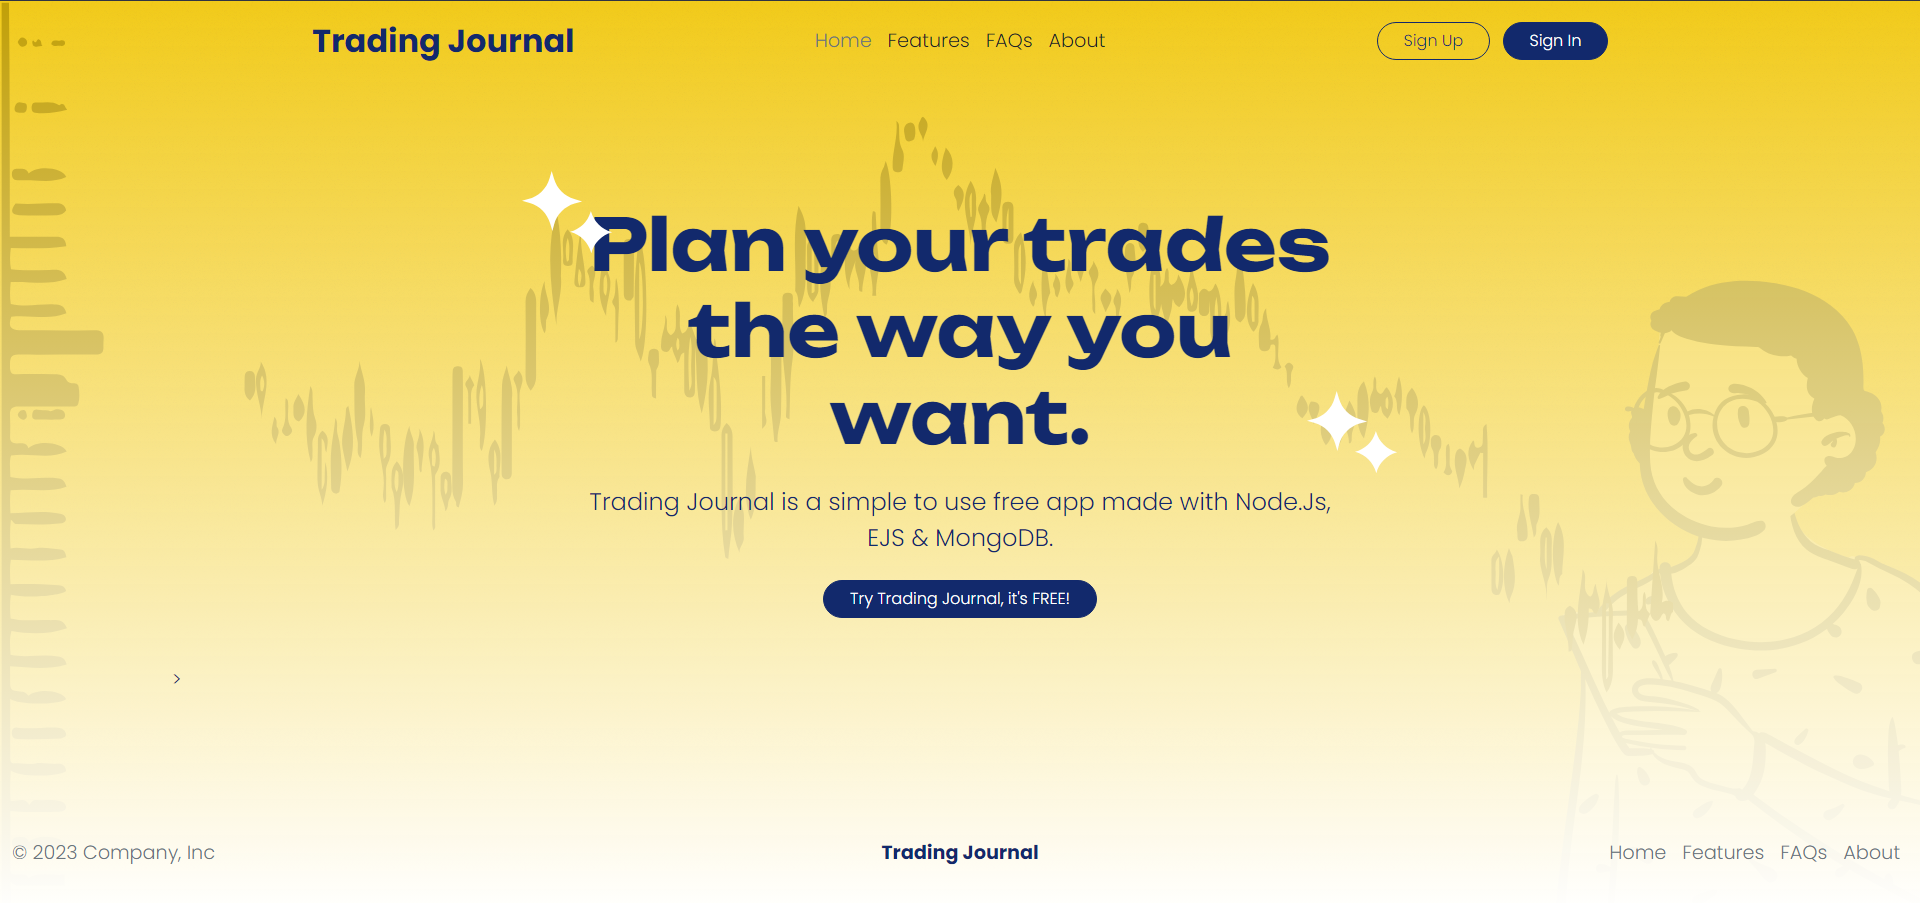 Trading Journal
Home Features FAQs About
Sign Up Sign In
Plan your trades
the way you
want.
Trading Journal is a simple to use free app made with Node.Js,
EJS & MongoDB.
Try Trading Journal, it's FREE!
>
© 2023 Company, Inc
Trading Journal
Home Features FAQs About